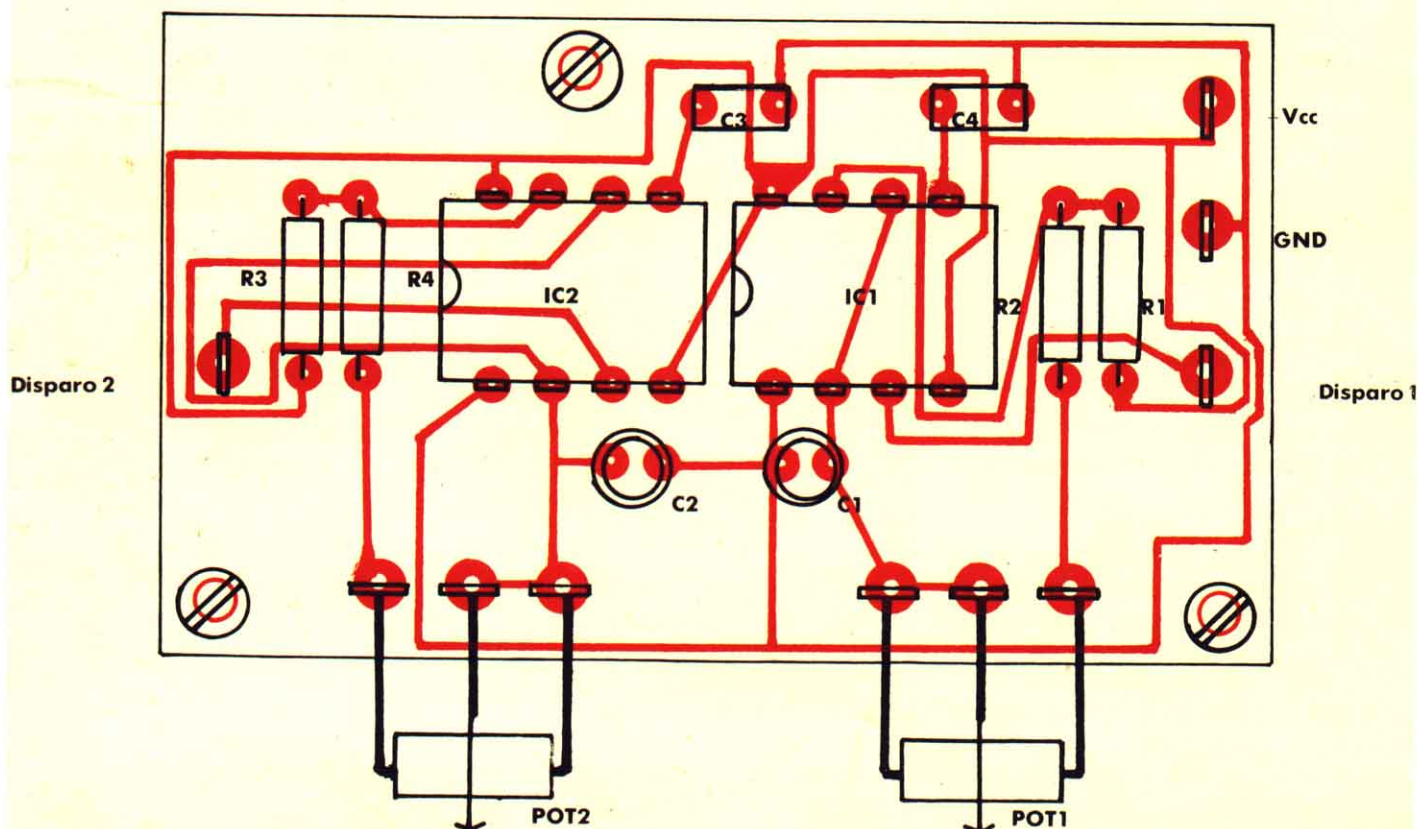 C3
C4
Vcc
GND
R3
R4
IC2
IC1
R2
R1
Disparo 2
Disparo 1
C2
C1
POT2
POT1